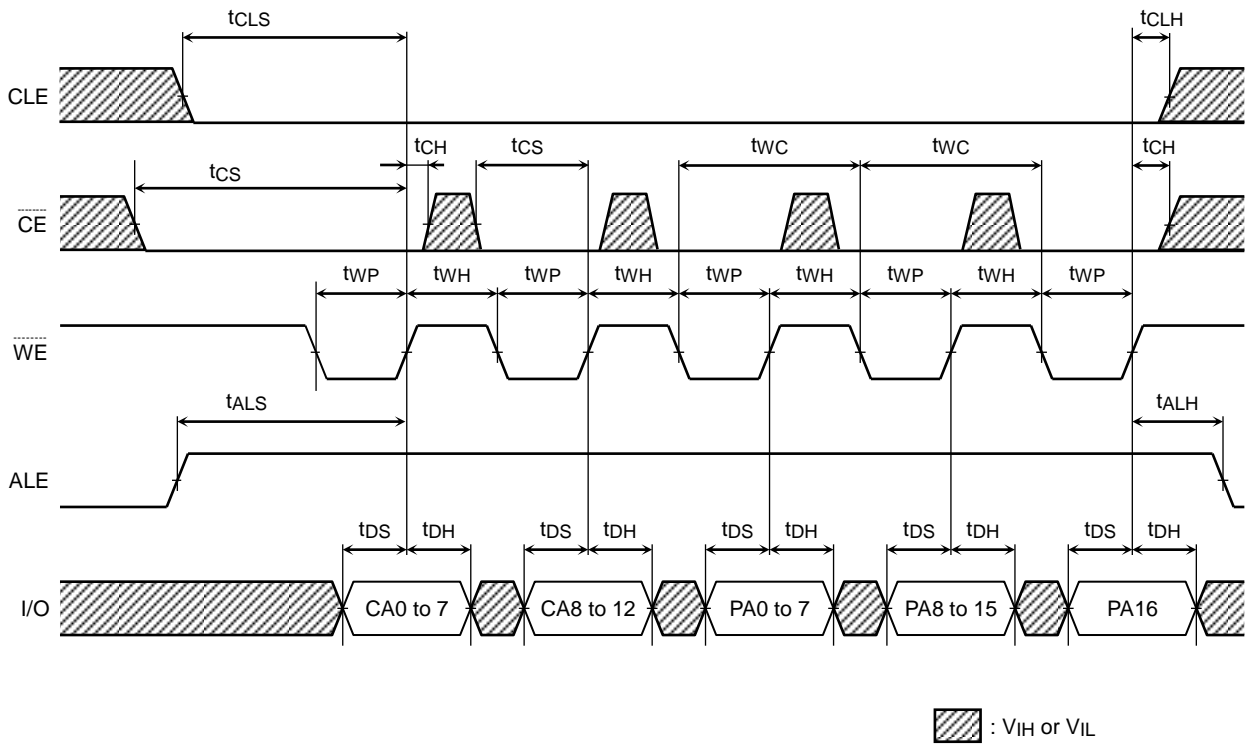 tCLS
tCLH
CLE
tCH
tCS
tWC
tWC
tCH
tCS
CE
tWP
tWH
tWP
tWH
tWP
tWH
tWP
tWH
tWP
WE
tALS
tALH
ALE
tDS
tDH
tDS
tDH
tDS
tDH
tDS
tDH
tDS
tDH
I/O
CA0 to 7
CA8 to 12
PA0 to 7
PA8 to 15
PA16
: VIH or VIL